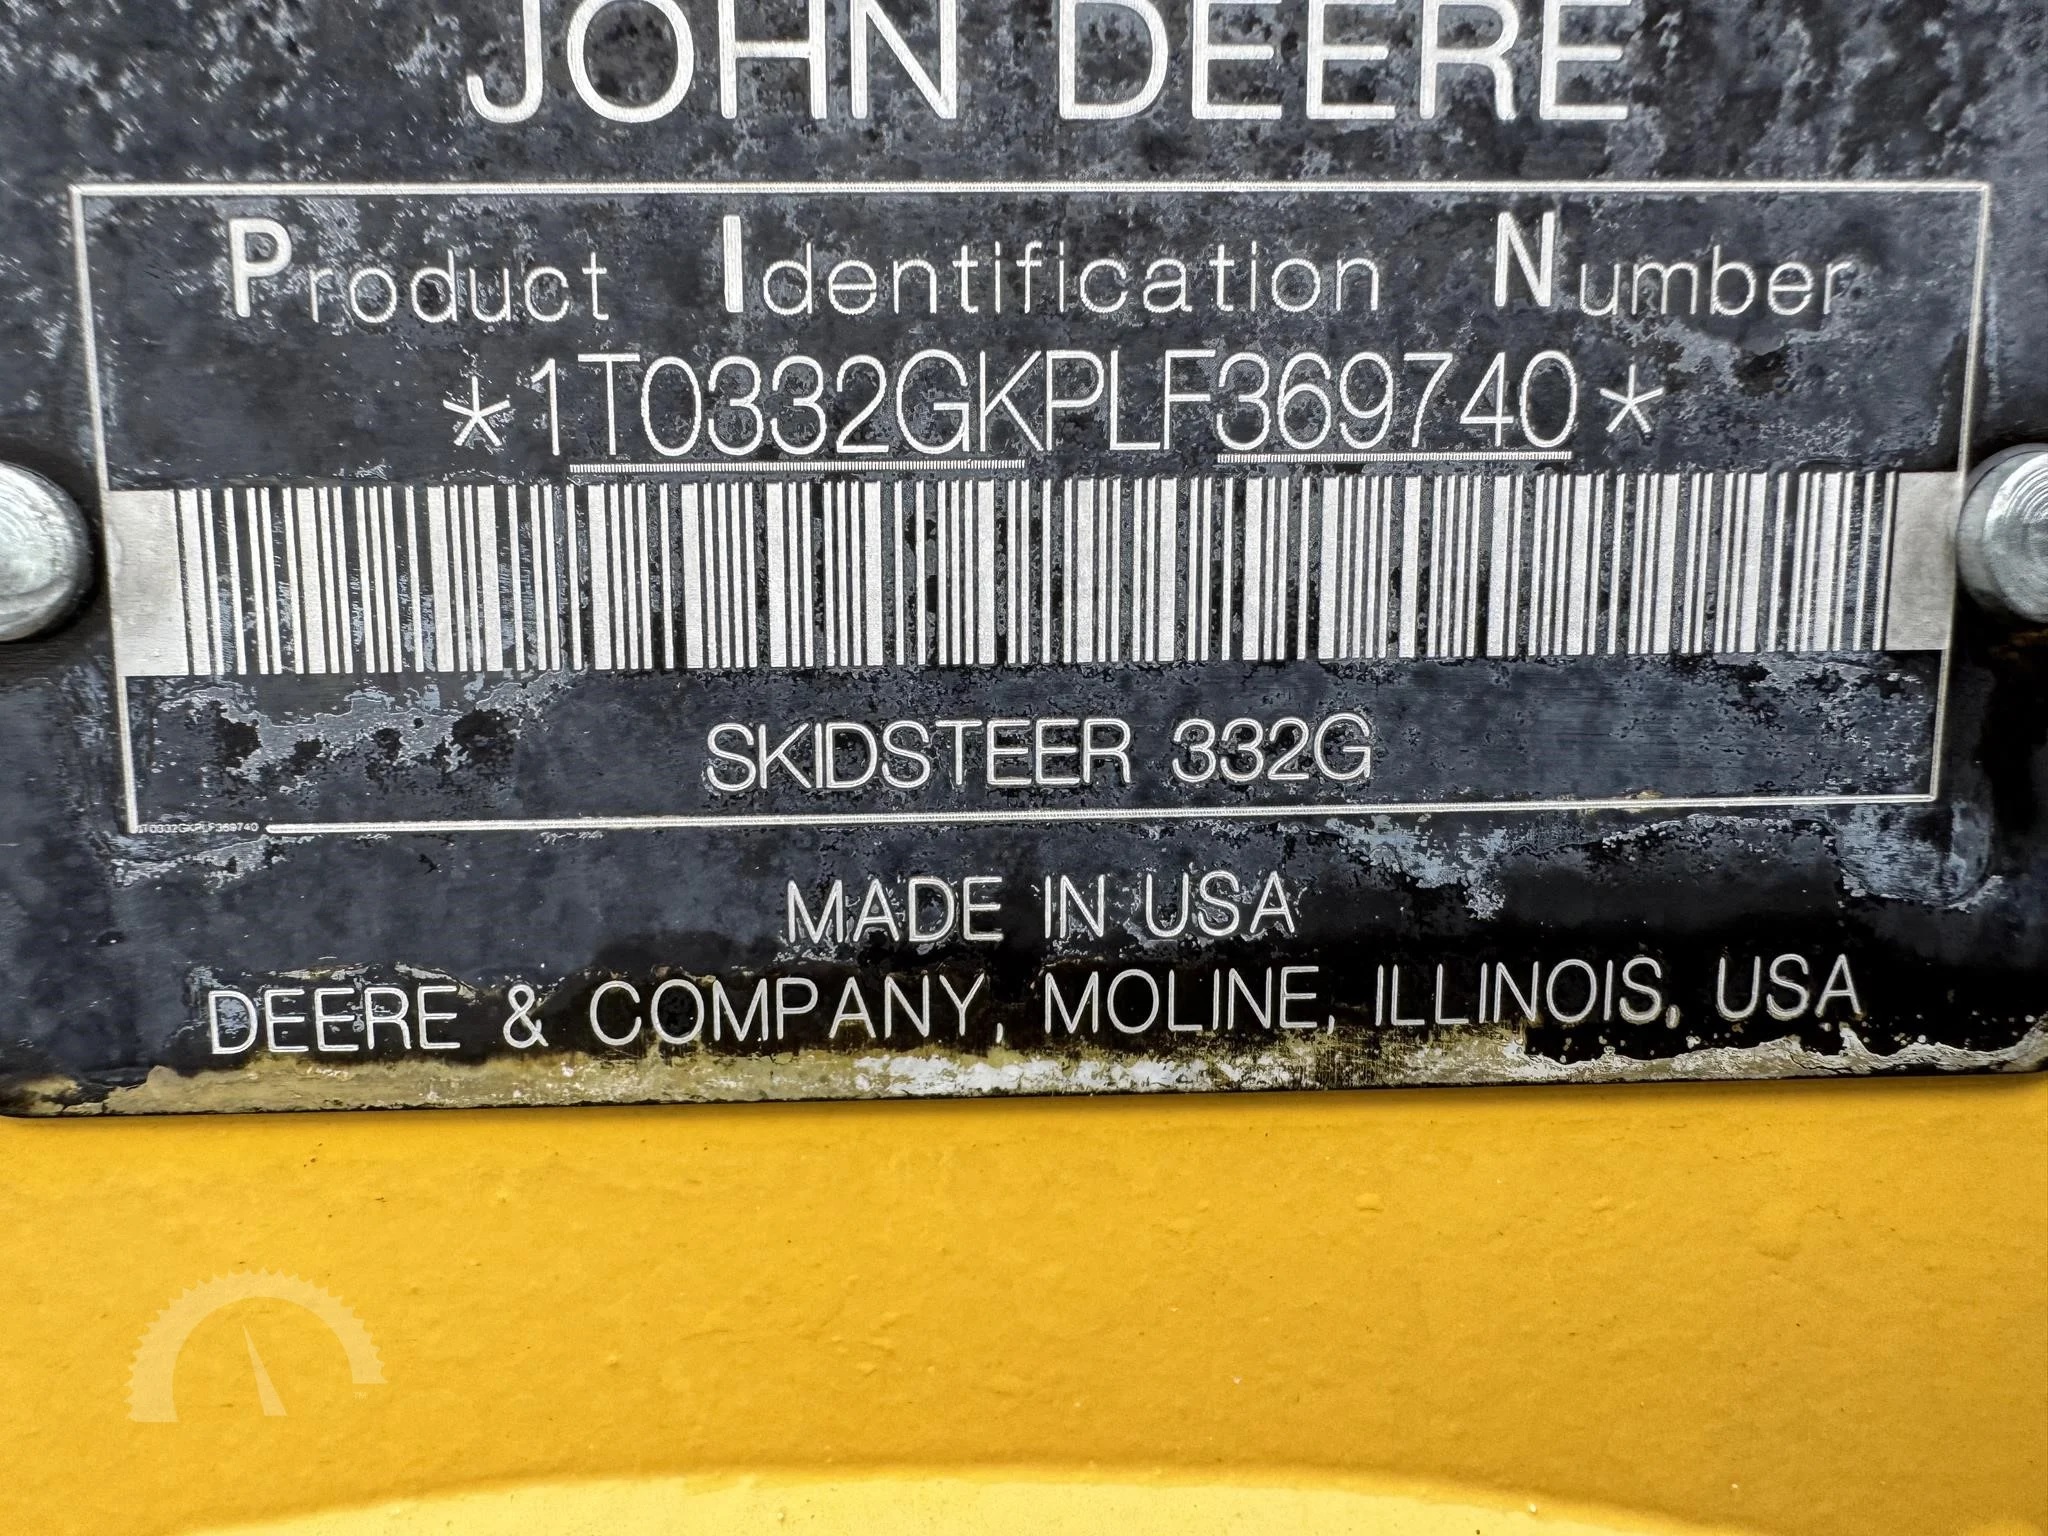 JOHN DEERE
Product Identification Number
*1T0332GKPLF369740*
SKIDSTEER 332G
1T0332GKPLF369740
MADE IN USA
DEERE & COMPANY, MOLINE, ILLINOIS, USA